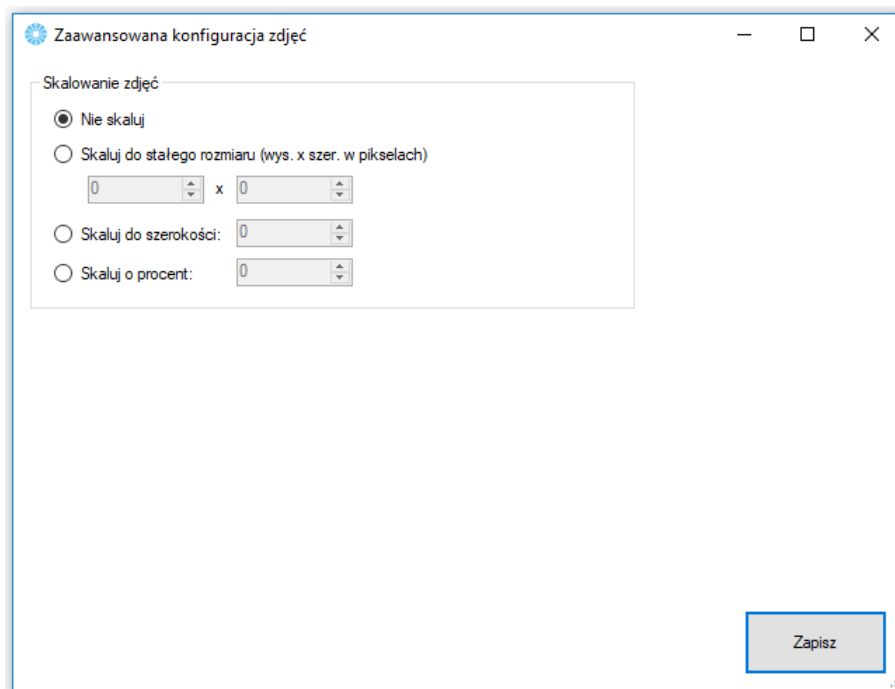 Zaawansowana konfiguracja zdjęć
Skalowanie zdjęć
Nie skaluj
Skaluj do stałego rozmiaru (wys. x szer. w pikselach)
0 x 0
Skaluj do szerokości: 0
Skaluj o procent: 0
Zapisz